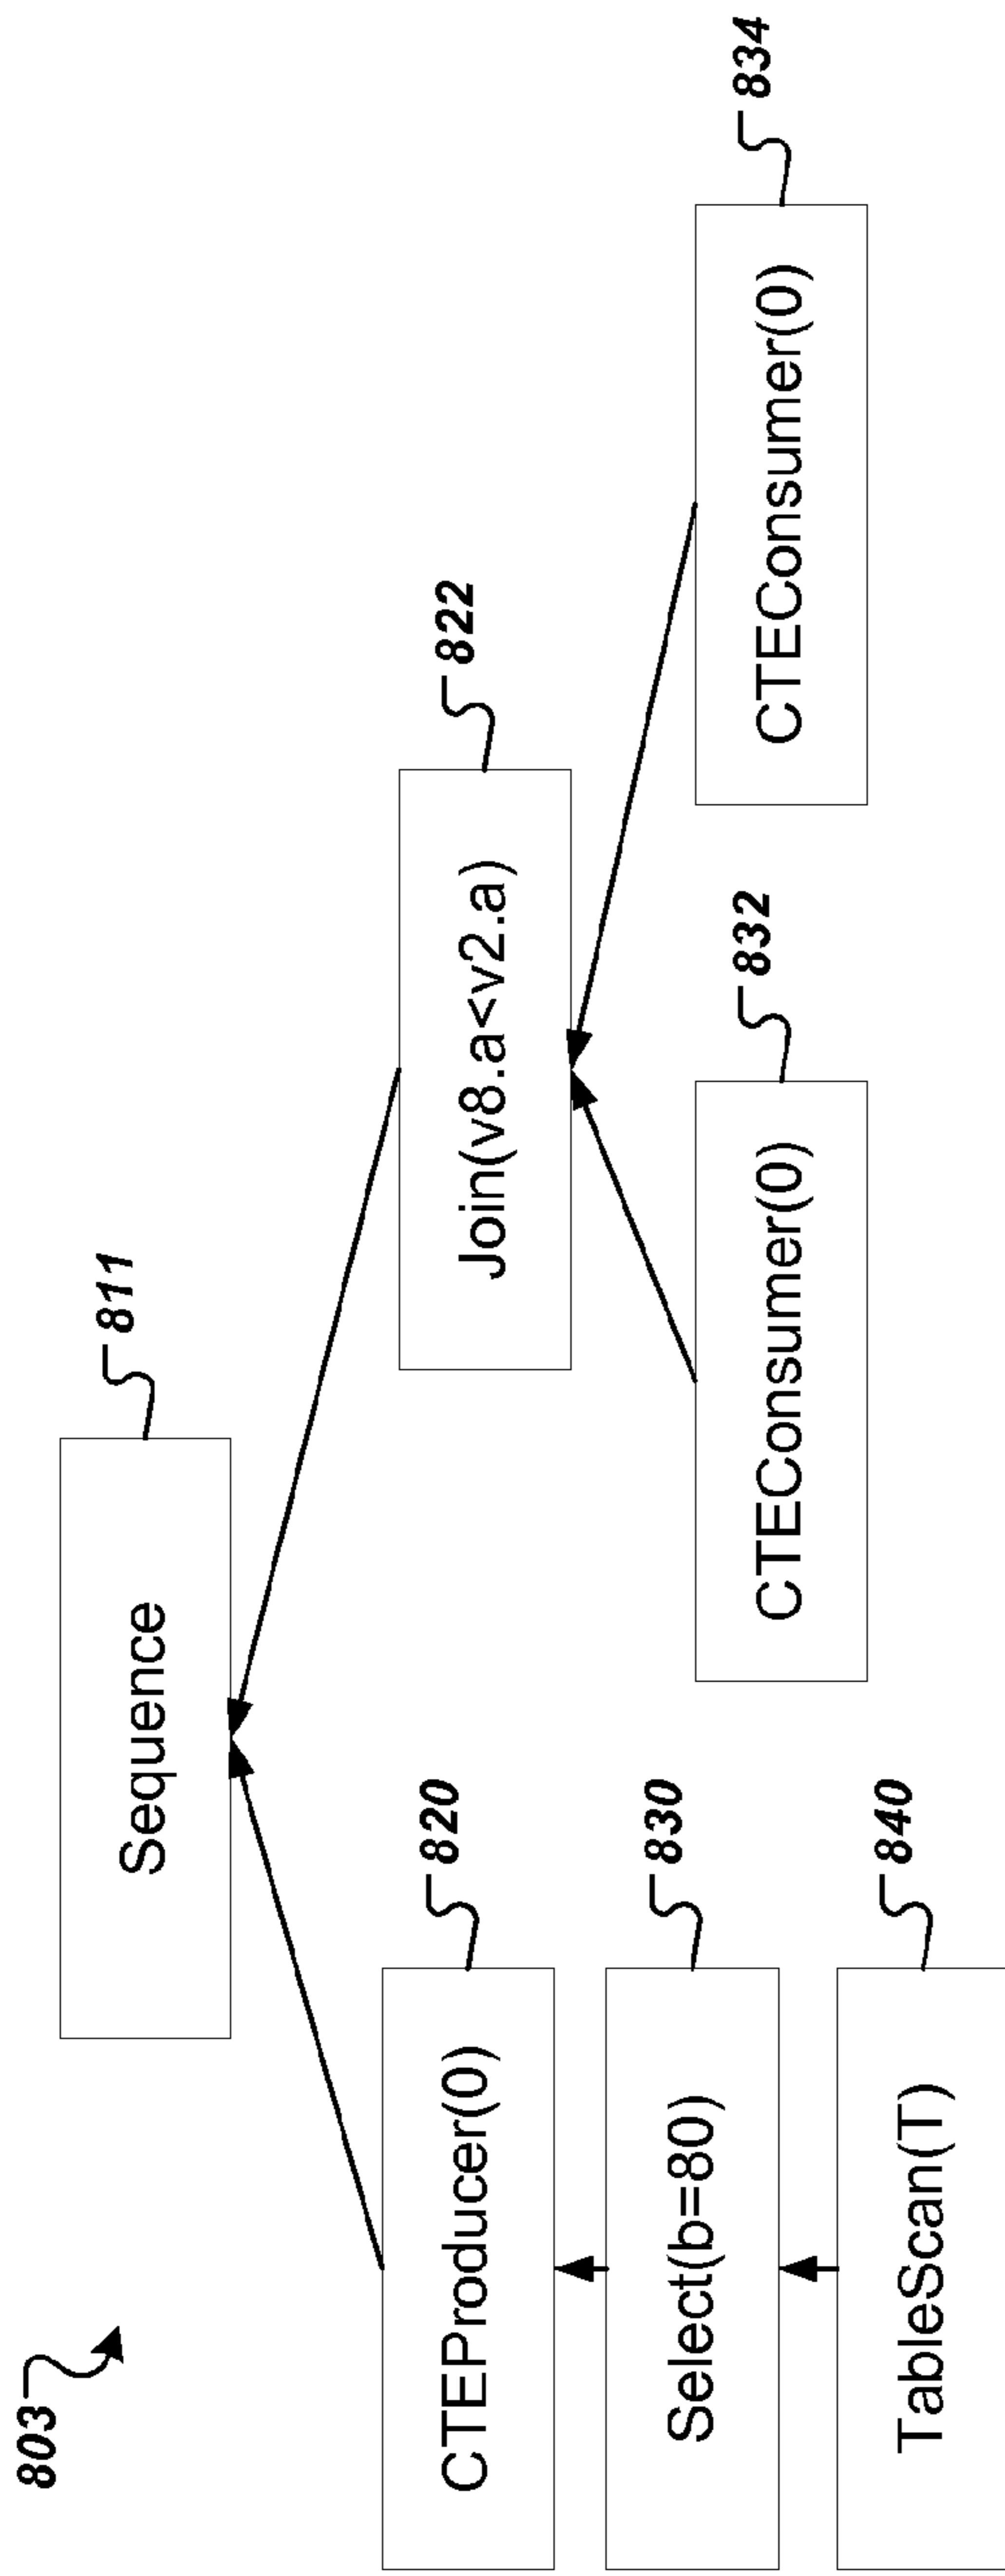 803
Sequence
811
CTEProducer(0)
820
Join(v8.a<v2.a)
822
Select(b=80)
830
CTEConsumer(0)
832
CTEConsumer(0)
834
TableScan(T)
840